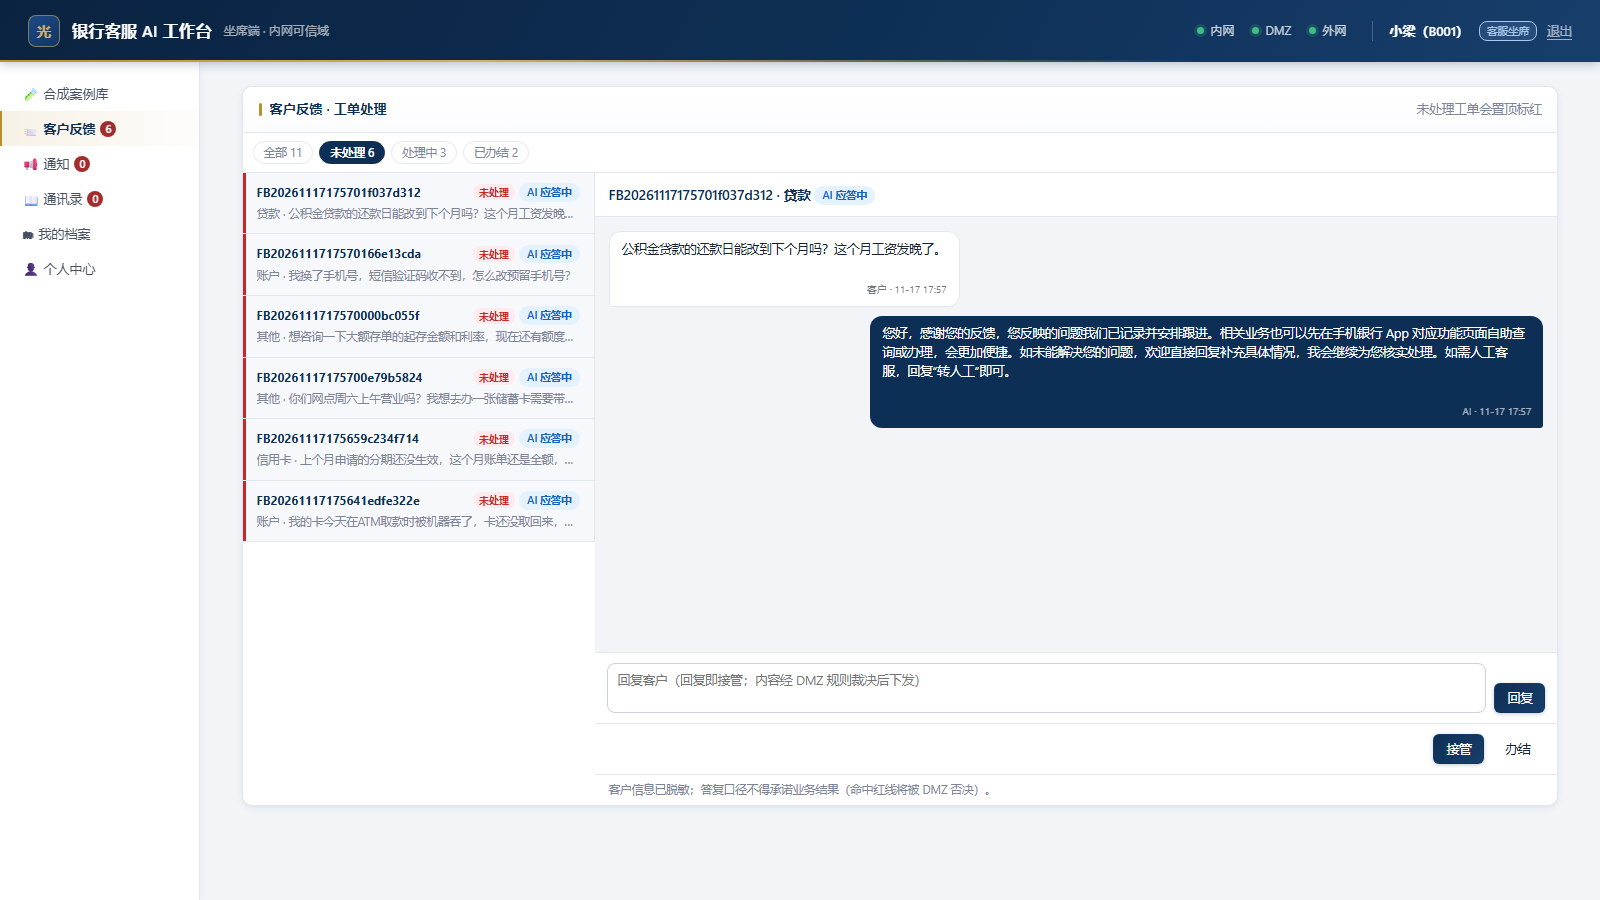 光 银行客服 AI 工作台 坐席端 · 内网可信域 内网 DMZ 外网 小梁（B001） 客服坐席 退出
合成案例库
客户反馈 6
通知 0
通讯录 0
我的档案
个人中心
客户反馈 · 工单处理 未处理工单会置顶标红
全部 11 未处理 6 处理中 3 已办结 2
FB20261117175701f037d312 未处理 AI 应答中
贷款 · 公积金贷款的还款日能改到下个月吗？这个月工资发晚...
FB2026111717570166e13cda 未处理 AI 应答中
账户 · 我换了手机号，短信验证码收不到，怎么改预留手机号？
FB2026111717570000bc055f 未处理 AI 应答中
其他 · 想咨询一下大额存单的起存金额和利率，现在还有额度...
FB20261117175700e79b5824 未处理 AI 应答中
其他 · 你们网点周六上午营业吗？我想去办一张储蓄卡需要带...
FB20261117175659c234f714 未处理 AI 应答中
信用卡 · 上个月申请的分期还没生效，这个月账单还是全额，...
FB20261117175641edfe322e 未处理 AI 应答中
账户 · 我的卡今天在ATM取款时被机器吞了，卡还没取回来，...
FB20261117175701f037d312 · 贷款 AI 应答中
公积金贷款的还款日能改到下个月吗？这个月工资发晚了。
客户 · 11-17 17:57
您好，感谢您的反馈，您反映的问题我们已记录并安排跟进。相关业务也可以先在手机银行 App 对应功能页面自助查
询或办理，会更加便捷。如未能解决您的问题，欢迎直接回复补充具体情况，我会继续为您核实处理。如需人工客
服，回复“转人工”即可。
AI · 11-17 17:57
回复客户（回复即接管；内容经 DMZ 规则裁决后下发）
回复
接管 办结
客户信息已脱敏；答复口径不得承诺业务结果（命中红线将被 DMZ 否决）。